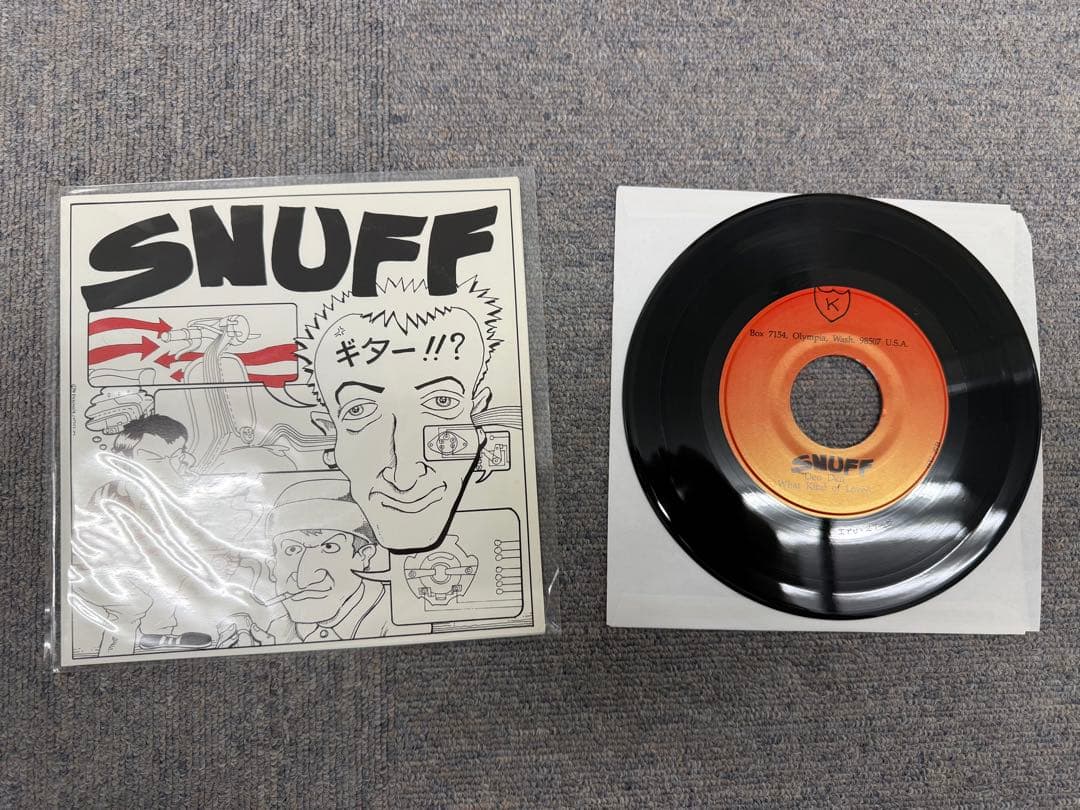 SNUFF
ギター!!?
K
Box 7154, Olympia, Wash. 98507 U.S.A.
SNUFF
Den Den
What Kind of Love